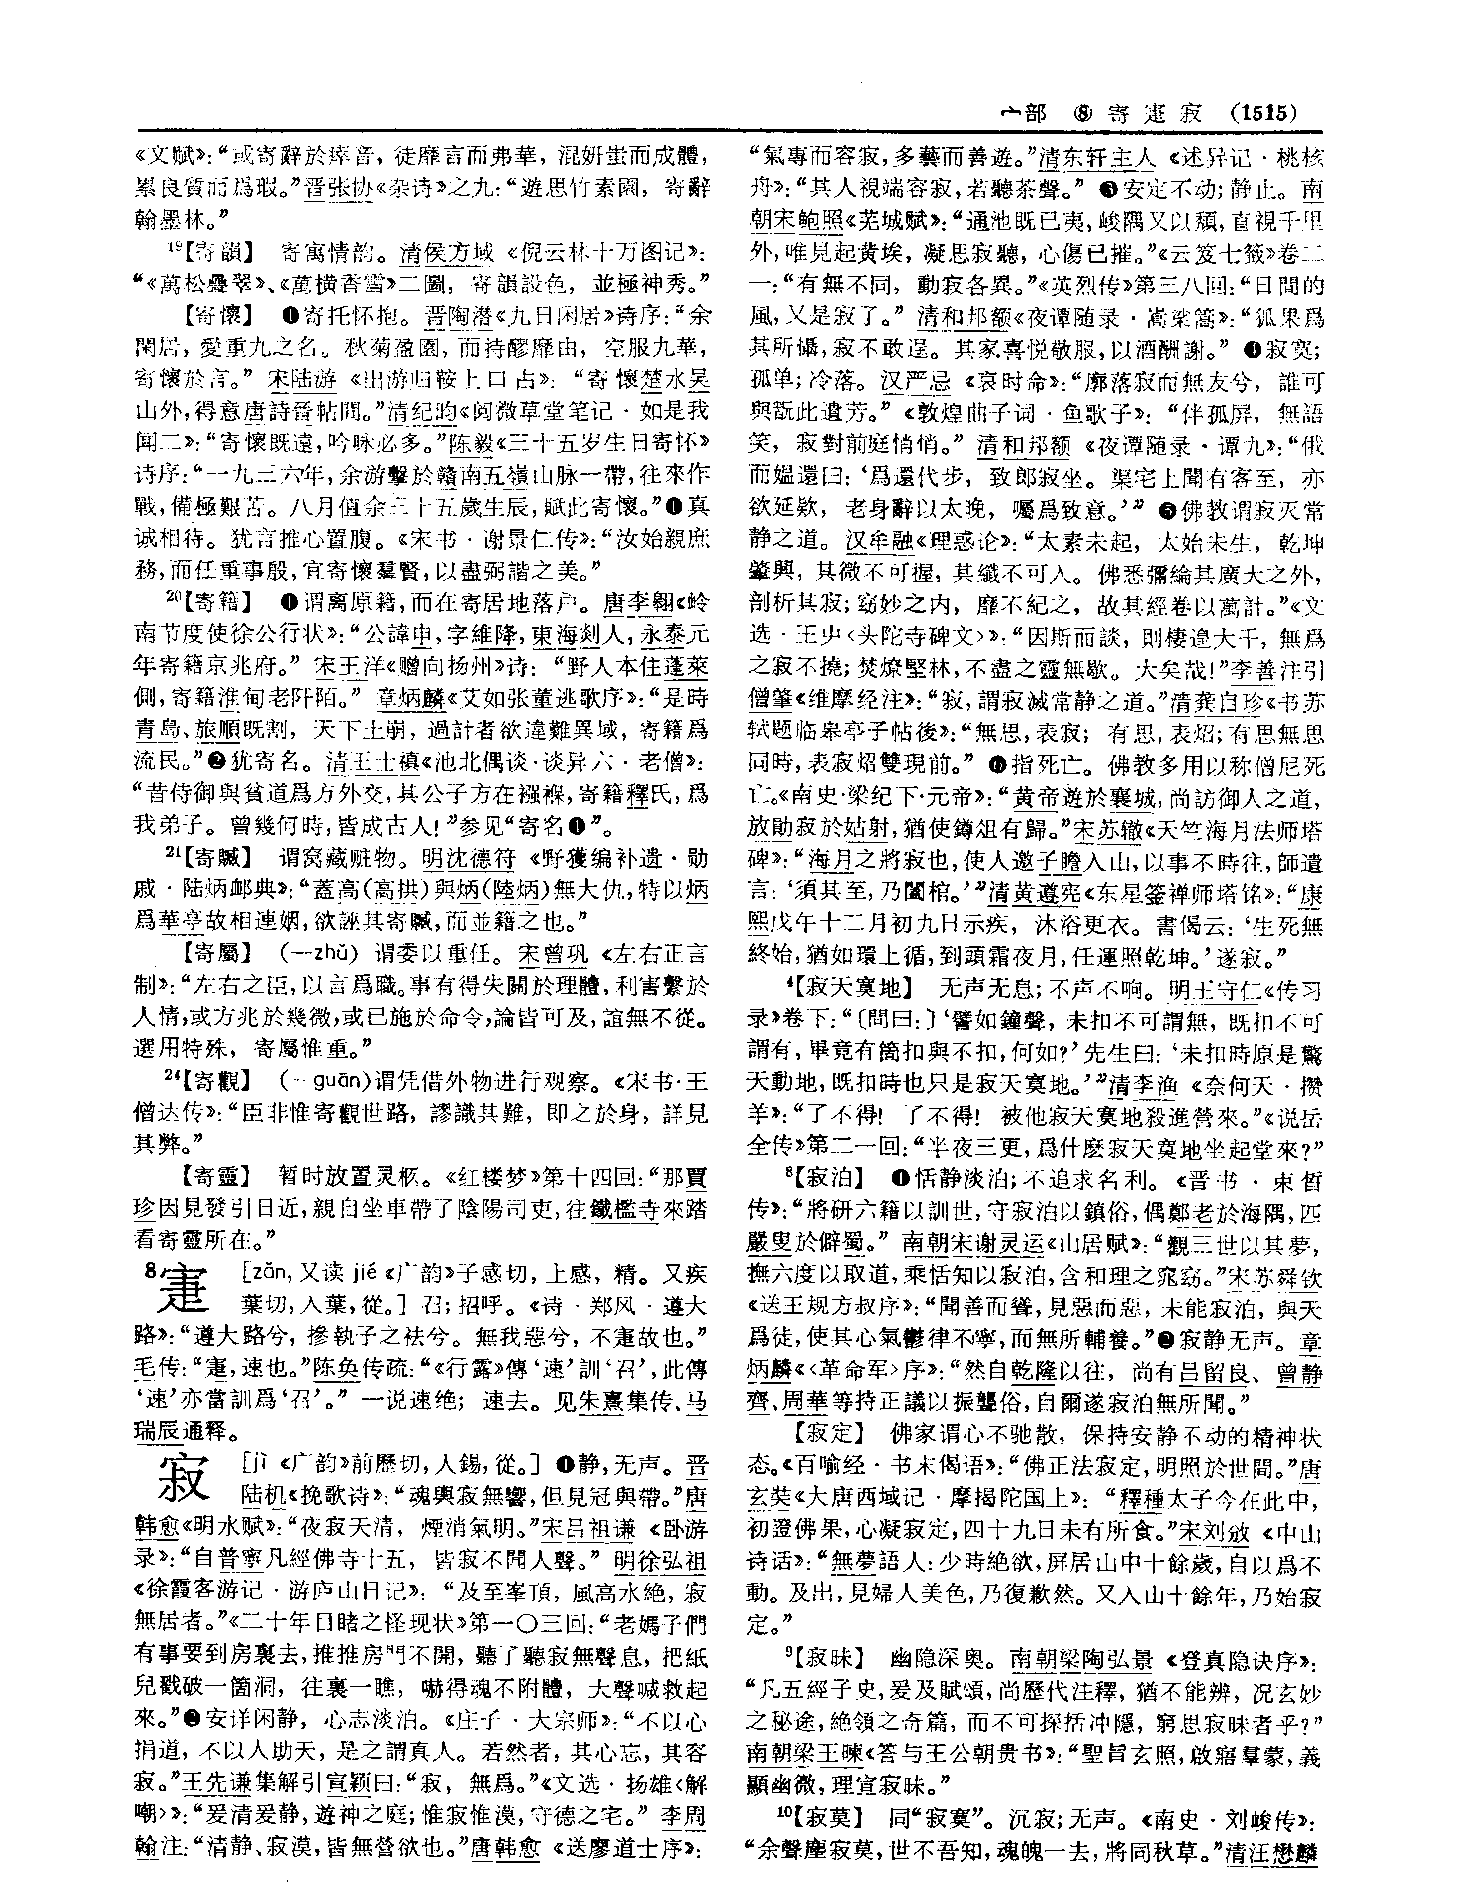 宀部 ⑧ 寄寁寂 (1515)
《文赋》：“或寄辭於瘁音，徒靡言而弗華，混妍蚩而成體，
累良質而爲瑕。”晋张协《杂诗》之九：“遊思竹素園，寄辭
翰墨林。”
¹⁹【寄韻】 寄寓情韵。清侯方域《倪云林十万图记》：
“《萬松疊翠》、《萬横香雪》二圖，寄韻設色，並極神秀。”
【寄懷】 ❶寄托怀抱。晋陶潜《九日闲居》诗序：“余
閑居，愛重九之名。秋菊盈園，而持醪靡由，空服九華，
寄懷於言。” 宋陆游《出游归鞍上口占》：“寄懷楚水吴
山外，得意唐詩晉帖間。”清纪昀《阅微草堂笔记·如是我
闻二》：“寄懷既遠，吟咏必多。”陈毅《三十五岁生日寄怀》
诗序：“一九三六年，余游擊於贛南五嶺山脉一帶，往來作
戰，備極艱苦。八月值余三十五歲生辰，賦此寄懷。”❷真
诚相待。犹言推心置腹。《宋书·谢景仁传》：“汝始親庶
務，而任重事殷，宜寄懷羣賢，以盡弼諧之美。”
²⁰【寄籍】 ❶谓离原籍，而在寄居地落户。唐李翱《岭
南节度使徐公行状》：“公諱申，字維降，東海剡人，永泰元
年寄籍京兆府。” 宋王洋《赠向扬州》诗：“野人本住蓬萊
側，寄籍淮甸老阡陌。” 章炳麟《艾如张董逃歌序》：“是時
青島、旅順既割，天下土崩，過計者欲違難異域，寄籍爲
流民。”❷犹寄名。清王士禛《池北偶谈·谈异六·老僧》：
“昔侍御與貧道爲方外交，其公子方在襁褓，寄籍釋氏，爲
我弟子。曾幾何時，皆成古人！”参见“寄名❶”。
²¹【寄贓】 谓窝藏赃物。明沈德符《野獲编补遗·勋
戚·陆炳邮典》：“蓋高（高拱）與炳（陸炳）無大仇，特以炳
爲華亭故相連姻，欲誣其寄贓，而並籍之也。”
【寄屬】 （—zhǔ） 谓委以重任。宋曾巩《左右正言
制》：“左右之臣，以言爲職。事有得失關於理體，利害繫於
人情，或方兆於幾微，或已施於命令，論皆可及，誼無不從。
選用特殊，寄屬惟重。”
²⁴【寄觀】 （—guān）谓凭借外物进行观察。《宋书·王
僧达传》：“臣非惟寄觀世路，謬識其難，即之於身，詳見
其弊。”
【寄靈】 暂时放置灵柩。《红楼梦》第十四回：“那賈
珍因見發引日近，親自坐車帶了陰陽司吏，往鐵檻寺來踏
看寄靈所在。”
⁸寁 [zǎn，又读 jié《广韵》子感切，上感，精。又疾
葉切，入葉，從。] 召；招呼。《诗·郑风·遵大
路》：“遵大路兮，摻執子之袪兮。無我惡兮，不寁故也。”
毛传：“寁，速也。”陈奂传疏：“《行露》傳‘速’訓‘召’，此傳
‘速’亦當訓爲‘召’。” 一说速绝；速去。见朱熹集传、马
瑞辰通释。
寂 [jì《广韵》前歷切，入錫，從。] ❶静，无声。晋
陆机《挽歌诗》：“魂輿寂無響，但見冠與帶。”唐
韩愈《明水赋》：“夜寂天清，煙消氣明。”宋吕祖谦《卧游
录》：“自普寧凡經佛寺十五，皆寂不聞人聲。” 明徐弘祖
《徐霞客游记·游庐山日记》：“及至峯頂，風高水絶，寂
無居者。”《二十年目睹之怪现状》第一〇三回：“老媽子們
有事要到房裏去，推推房門不開，聽了聽寂無聲息，把紙
兒戳破一箇洞，往裏一瞧，嚇得魂不附體，大聲喊救起
來。”❷安详闲静，心志淡泊。《庄子·大宗师》：“不以心
捐道，不以人助天，是之謂真人。若然者，其心忘，其容
寂。”王先谦集解引宣颖曰：“寂，無爲。”《文选·扬雄〈解
嘲〉》：“爰清爰静，遊神之庭；惟寂惟漠，守德之宅。” 李周
翰注：“清静、寂漠，皆無營欲也。”唐韩愈《送廖道士序》：
“氣專而容寂，多藝而善遊。”清东轩主人《述异记·桃核
舟》：“其人視端容寂，若聽茶聲。” ❸安定不动；静止。南
朝宋鲍照《芜城赋》：“通池既已夷，峻隅又以頹，直視千里
外，唯見起黄埃，凝思寂聽，心傷已摧。”《云笈七籤》卷二
一：“有無不同，動寂各異。”《英烈传》第三八回：“日間的
風，又是寂了。” 清和邦额《夜谭随录·嵩梁篙》：“狐果爲
其所懾，寂不敢逞。其家喜悦敬服，以酒酬謝。” ❹寂寞；
孤单；冷落。汉严忌《哀时命》：“廓落寂而無友兮，誰可
與翫此遺芳。”《敦煌曲子词·鱼歌子》：“伴孤屏，無語
笑，寂對前庭悄悄。” 清和邦额《夜谭随录·谭九》：“俄
而媪還曰：‘爲還代步，致郎寂坐。渠宅上聞有客至，亦
欲延欵，老身辭以太晚，囑爲致意。’” ❺佛教谓寂灭常
静之道。汉牟融《理惑论》：“太素未起，太始未生，乾坤
肇興，其微不可握，其纖不可入。佛悉彌綸其廣大之外，
剖析其寂；窈妙之内，靡不紀之，故其經卷以萬計。”《文
选·王屮〈头陀寺碑文〉》：“因斯而談，則棲遑大千，無爲
之寂不撓；焚燎堅林，不盡之靈無歇。大矣哉！”李善注引
僧肇《维摩经注》：“寂，謂寂滅常静之道。”清龚自珍《书苏
轼题临皋亭子帖後》：“無思，表寂；有思，表炤；有思無思
同時，表寂炤雙現前。” ❻指死亡。佛教多用以称僧尼死
亡。《南史·梁纪下·元帝》：“黄帝遊於襄城，尚訪御人之道，
放勛寂於姑射，猶使鐏俎有歸。”宋苏辙《天竺海月法师塔
碑》：“海月之將寂也，使人邀子瞻入山，以事不時往，師遺
言：‘須其至，乃闔棺。’”清黄遵宪《东星箬禅师塔铭》：“康
熙戊午十二月初九日示疾，沐浴更衣。書偈云：‘生死無
終始，猶如環上循，到頭霜夜月，任運照乾坤。’遂寂。”
⁴【寂天寞地】 无声无息；不声不响。明王守仁《传习
录》卷下：“〔問曰：〕‘譬如鐘聲，未扣不可謂無，既扣不可
謂有，畢竟有箇扣與不扣，何如？’先生曰：‘未扣時原是驚
天動地，既扣時也只是寂天寞地。’”清李渔《奈何天·攒
羊》：“了不得！了不得！被他寂天寞地殺進營來。”《说岳
全传》第二一回：“半夜三更，爲什麽寂天寞地坐起堂來？”
⁸【寂泊】 ❶恬静淡泊；不追求名利。《晋书·束皙
传》：“將研六籍以訓世，守寂泊以鎮俗，偶鄭老於海隅，匹
嚴叟於僻蜀。” 南朝宋谢灵运《山居赋》：“觀三世以其夢，
撫六度以取道，乘恬知以寂泊，含和理之窕窈。”宋苏舜钦
《送王规方叔序》：“聞善而聳，見惡而惡，未能寂泊，與天
爲徒，使其心氣鬱律不寧，而無所輔養。”❷寂静无声。章
炳麟《〈革命军〉序》：“然自乾隆以往，尚有吕留良、曾静、
齊、周華等持正議以振聾俗，自爾遂寂泊無所聞。”
【寂定】 佛家谓心不驰散，保持安静不动的精神状
态。《百喻经·书末偈语》：“佛正法寂定，明照於世間。”唐
玄奘《大唐西域记·摩揭陀国上》：“釋種太子今在此中，
初證佛果，心凝寂定，四十九日未有所食。”宋刘攽《中山
诗话》：“無夢語人：少時絶欲，屏居山中十餘歲，自以爲不
動。及出，見婦人美色，乃復歉然。又入山十餘年，乃始寂
定。”
⁹【寂昧】 幽隐深奥。南朝梁陶弘景《登真隐诀序》：
“凡五經子史，爰及賦頌，尚歷代注釋，猶不能辨，况玄妙
之秘途，絶領之奇篇，而不可探括冲隱，窮思寂昧者乎？”
南朝梁王暕《答与王公朝贵书》：“聖旨玄照，啟寤羣蒙，義
顯幽微，理宣寂昧。”
¹⁰【寂莫】 同“寂寞”。沉寂；无声。《南史·刘峻传》：
“余聲塵寂莫，世不吾知，魂魄一去，將同秋草。”清汪懋麟